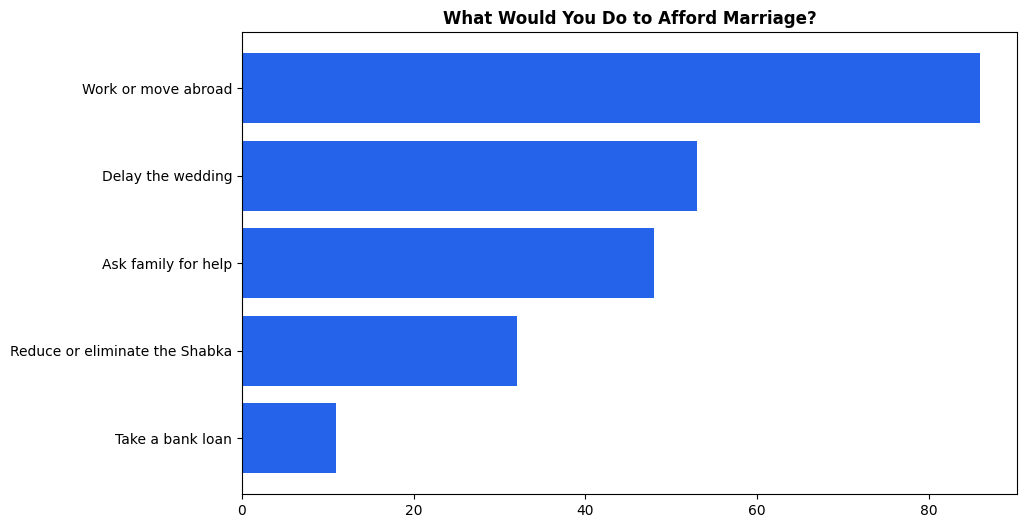 What Would You Do to Afford Marriage?
Work or move abroad
Delay the wedding
Ask family for help
Reduce or eliminate the Shabka
Take a bank loan
0 20 40 60 80